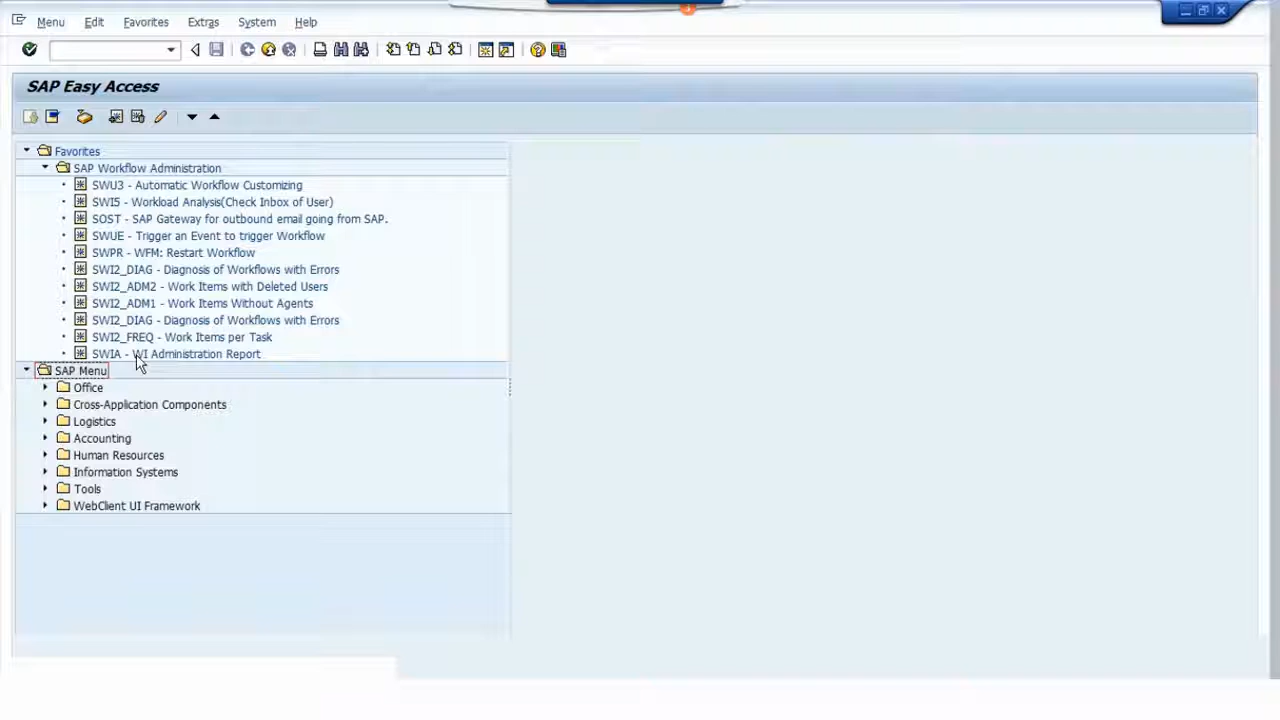 Menu Edit Favorites Extras System Help
SAP Easy Access
Favorites
SAP Workflow Administration
SWU3 - Automatic Workflow Customizing
SWI5 - Workload Analysis(Check Inbox of User)
SOST - SAP Gateway for outbound email going from SAP.
SWUE - Trigger an Event to trigger Workflow
SWPR - WFM: Restart Workflow
SWI2_DIAG - Diagnosis of Workflows with Errors
SWI2_ADM2 - Work Items with Deleted Users
SWI2_ADM1 - Work Items Without Agents
SWI2_DIAG - Diagnosis of Workflows with Errors
SWI2_FREQ - Work Items per Task
SWIA - WI Administration Report
SAP Menu
Office
Cross-Application Components
Logistics
Accounting
Human Resources
Information Systems
Tools
WebClient UI Framework